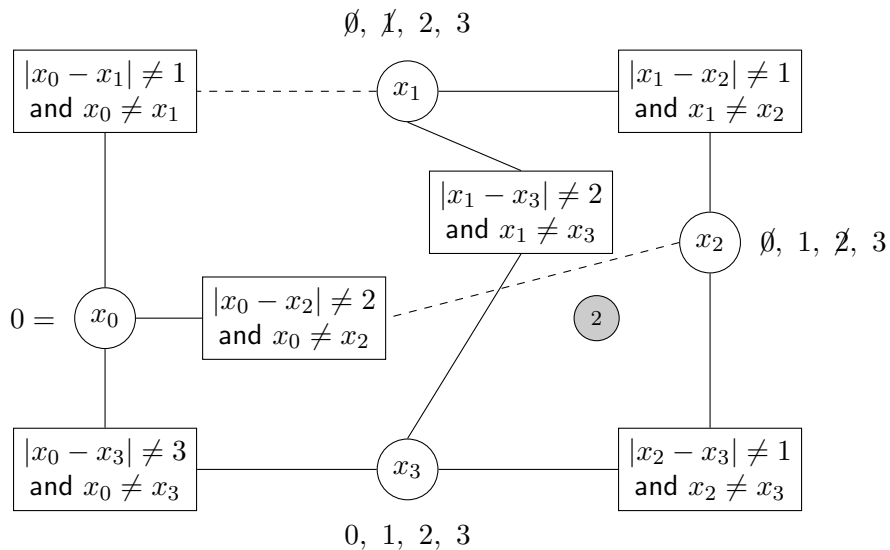 0̸, 1̸, 2, 3
|x₀ − x₁| ≠ 1
and x₀ ≠ x₁
x₁
|x₁ − x₂| ≠ 1
and x₁ ≠ x₂
|x₁ − x₃| ≠ 2
and x₁ ≠ x₃
x₂
0̸, 1, 2̸, 3
0 =
x₀
|x₀ − x₂| ≠ 2
and x₀ ≠ x₂
2
|x₀ − x₃| ≠ 3
and x₀ ≠ x₃
x₃
|x₂ − x₃| ≠ 1
and x₂ ≠ x₃
0, 1, 2, 3